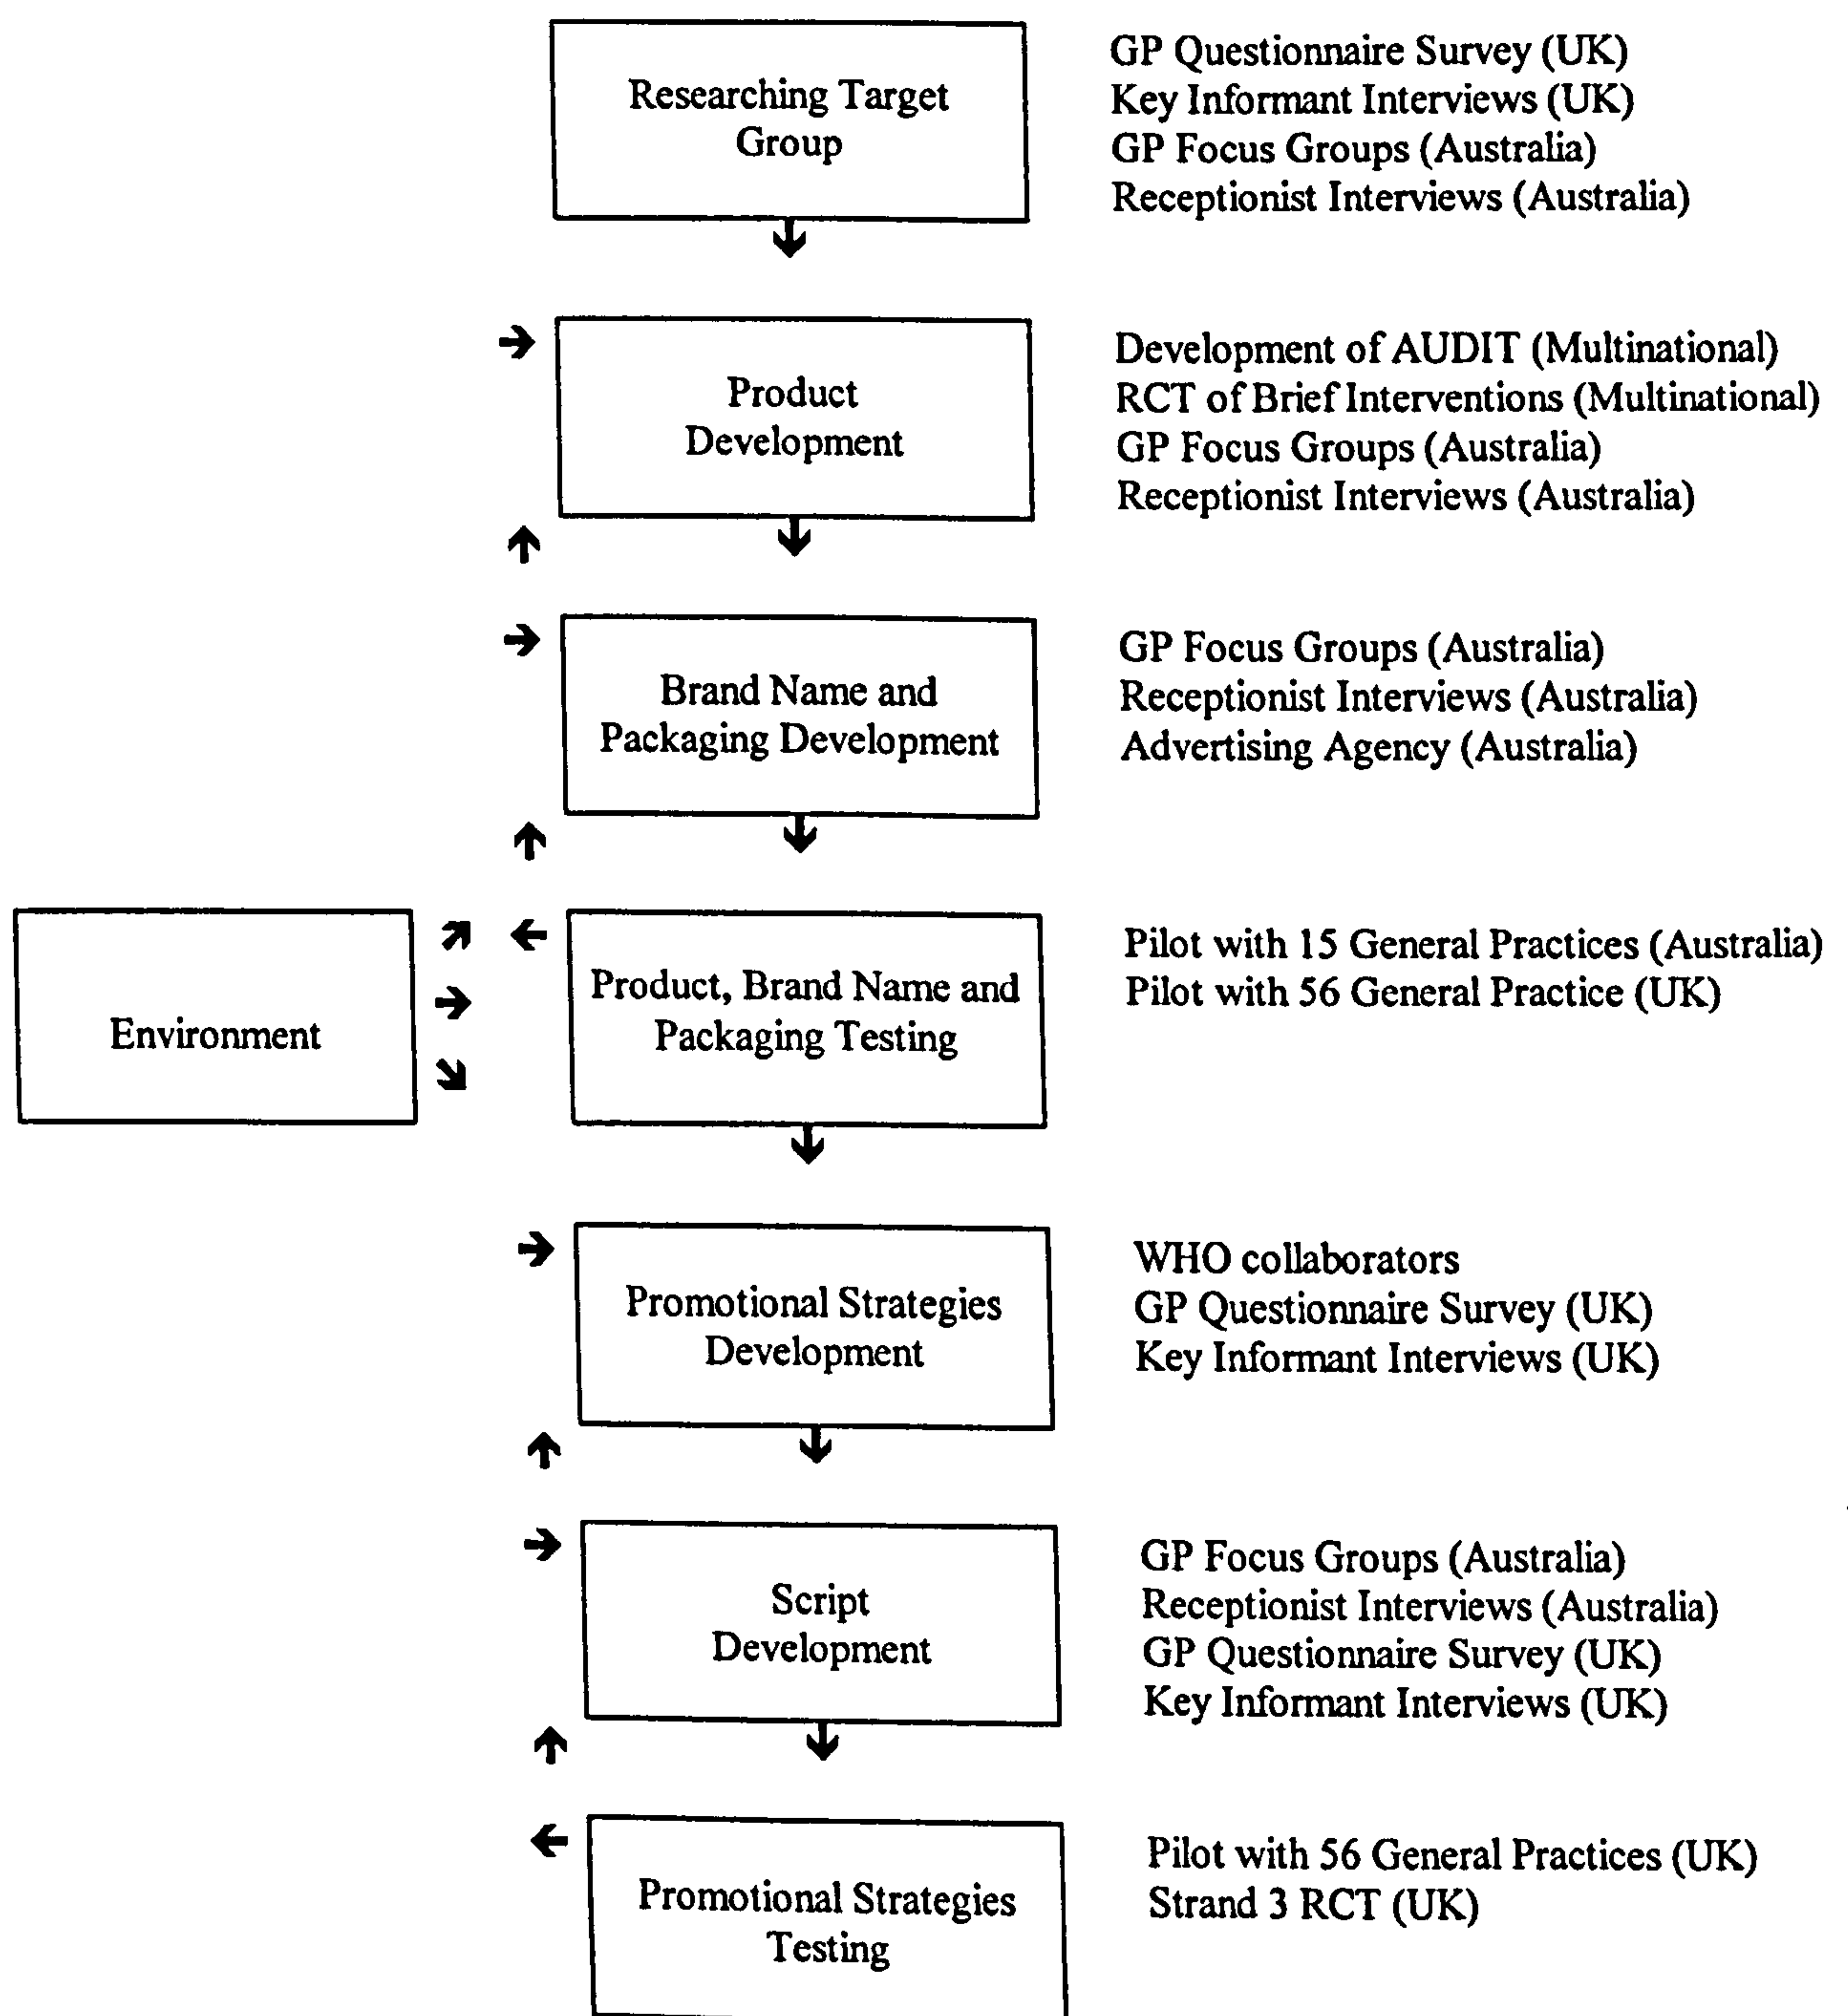 Researching Target
Group
GP Questionnaire Survey (UK)
Key Informant Interviews (UK)
GP Focus Groups (Australia)
Receptionist Interviews (Australia)
Product
Development
Development of AUDIT (Multinational)
RCT of Brief Interventions (Multinational)
GP Focus Groups (Australia)
Receptionist Interviews (Australia)
Brand Name and
Packaging Development
GP Focus Groups (Australia)
Receptionist Interviews (Australia)
Advertising Agency (Australia)
Environment
Product, Brand Name and
Packaging Testing
Pilot with 15 General Practices (Australia)
Pilot with 56 General Practice (UK)
Promotional Strategies
Development
WHO collaborators
GP Questionnaire Survey (UK)
Key Informant Interviews (UK)
Script
Development
GP Focus Groups (Australia)
Receptionist Interviews (Australia)
GP Questionnaire Survey (UK)
Key Informant Interviews (UK)
Promotional Strategies
Testing
Pilot with 56 General Practices (UK)
Strand 3 RCT (UK)